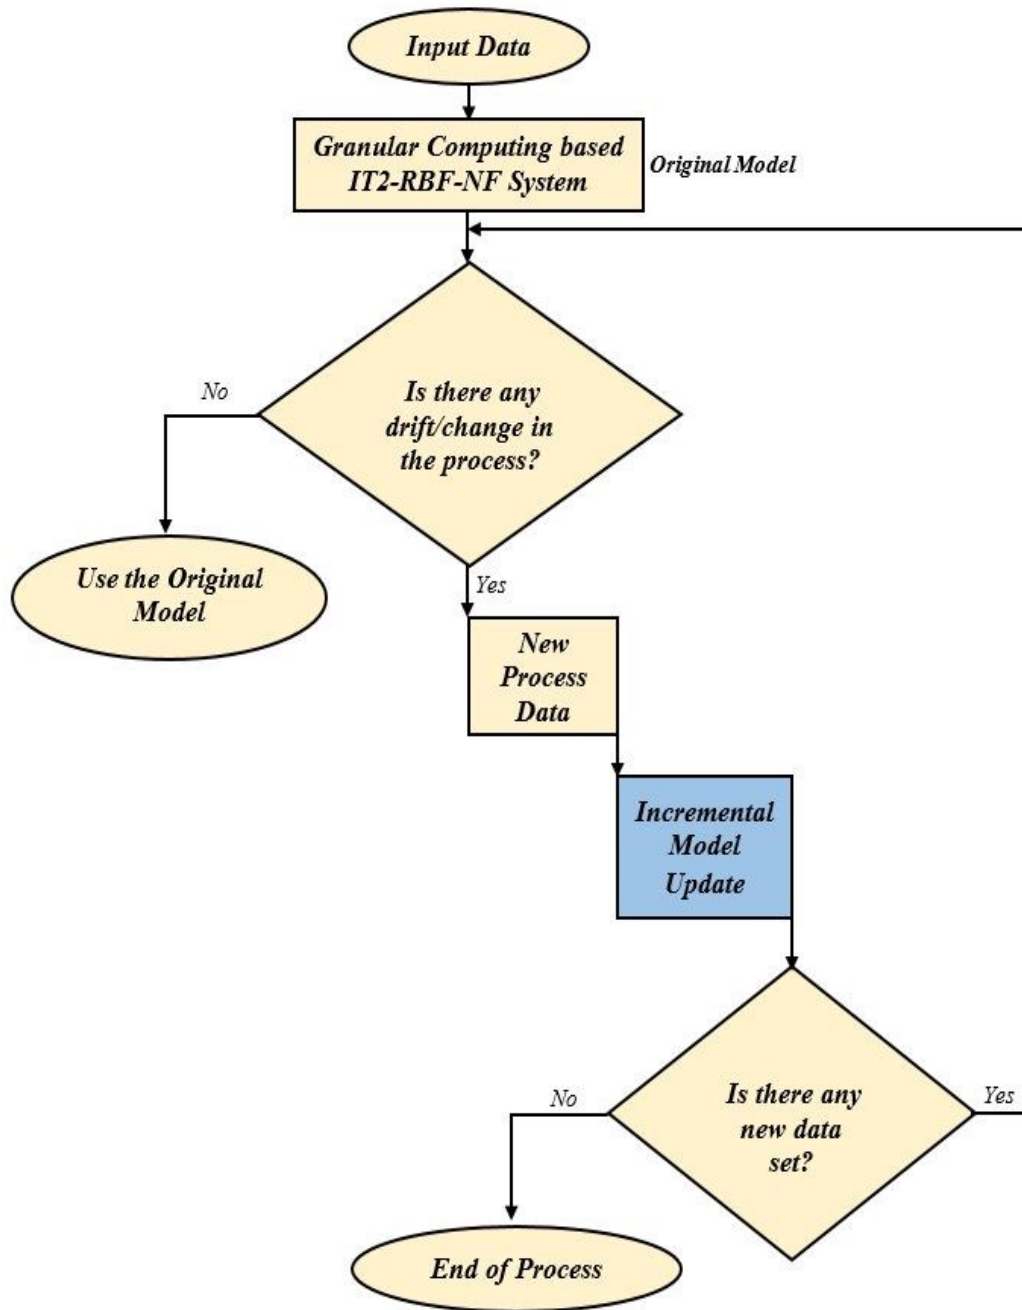 Input Data
Granular Computing based
IT2-RBF-NF System
Original Model
Is there any
drift/change in
the process?
No
Use the Original
Model
Yes
New
Process
Data
Incremental
Model
Update
Is there any
new data
set?
No
Yes
End of Process